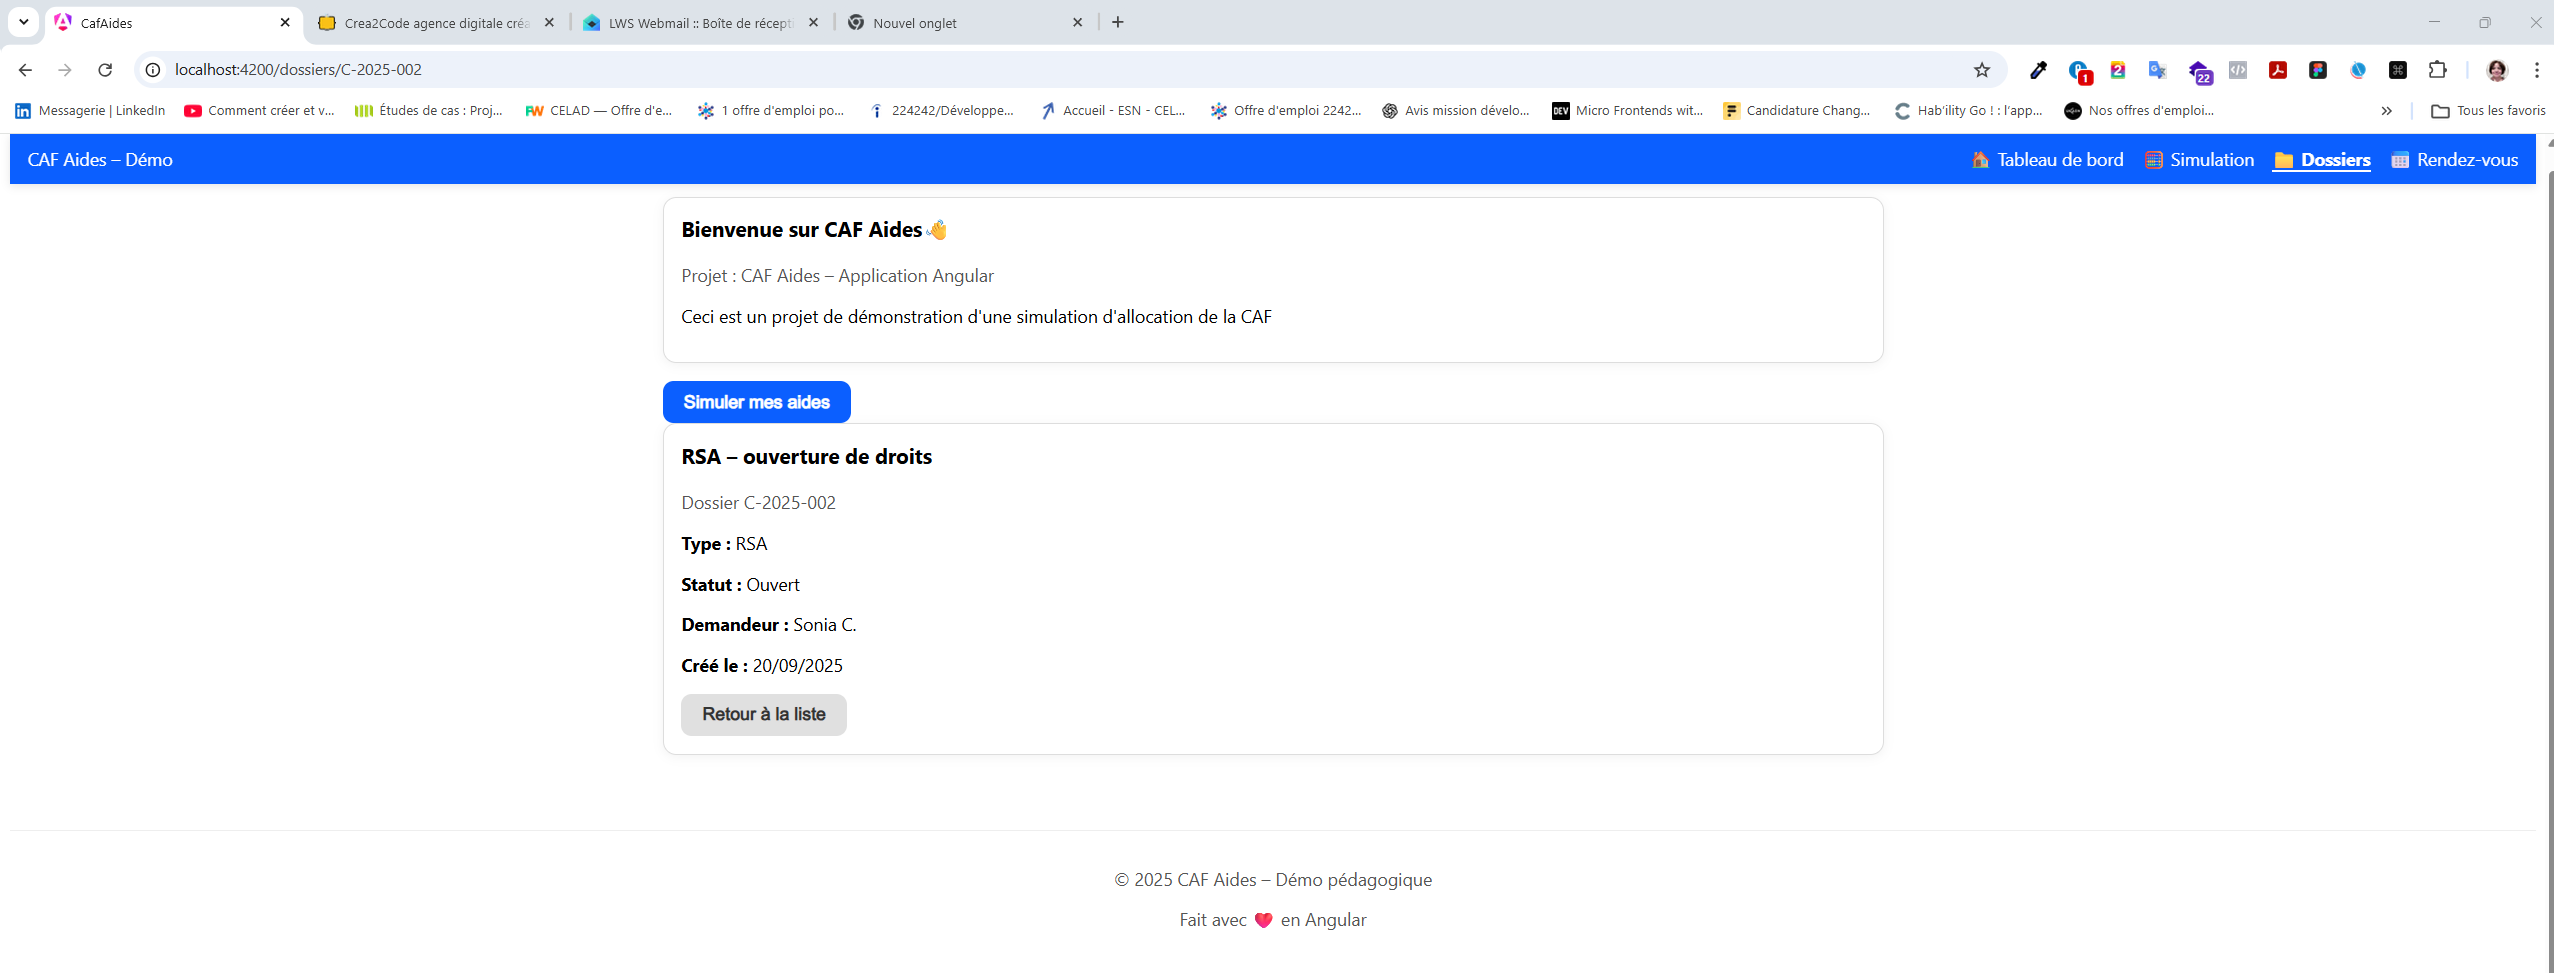 CafAides
Crea2Code agence digitale créa
LWS Webmail :: Boîte de récepti
Nouvel onglet
localhost:4200/dossiers/C-2025-002
1
2
22
Messagerie | LinkedIn
Comment créer et v...
Études de cas : Proj...
CELAD — Offre d'e...
1 offre d'emploi po...
224242/Développe...
Accueil - ESN - CEL...
Offre d'emploi 2242...
Avis mission dévelo...
DEV
Micro Frontends wit...
Candidature Chang...
Hab'ility Go ! : l'app...
Nos offres d'emploi...
Tous les favoris
CAF Aides – Démo
Tableau de bord
Simulation
Dossiers
Rendez-vous
Bienvenue sur CAF Aides
Projet : CAF Aides – Application Angular
Ceci est un projet de démonstration d'une simulation d'allocation de la CAF
Simuler mes aides
RSA – ouverture de droits
Dossier C-2025-002
Type : RSA
Statut : Ouvert
Demandeur : Sonia C.
Créé le : 20/09/2025
Retour à la liste
© 2025 CAF Aides – Démo pédagogique
Fait avec ❤️ en Angular